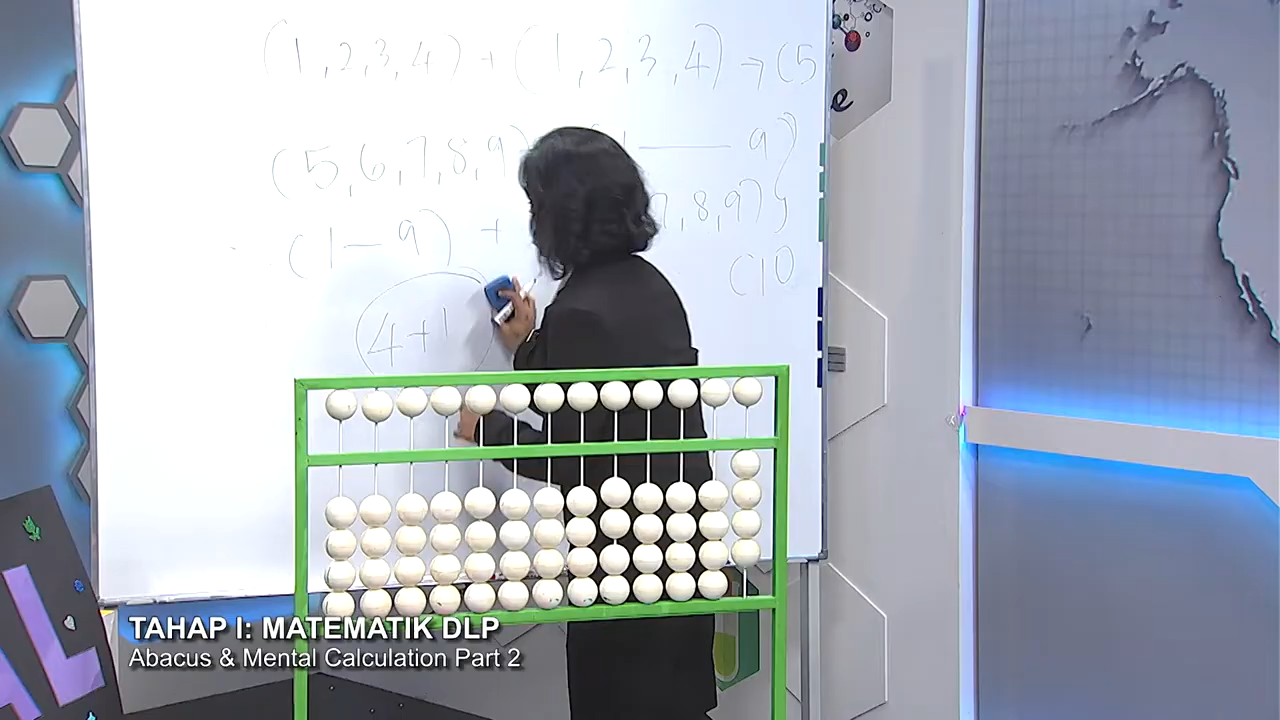 (1,2,3,4) + (1,2,3,4) → (5
(5,6,7,8,9) 9)}
(1 — 9) + 7,8,9)}
(10
(4+1
TAHAP I: MATEMATIK DLP
Abacus & Mental Calculation Part 2